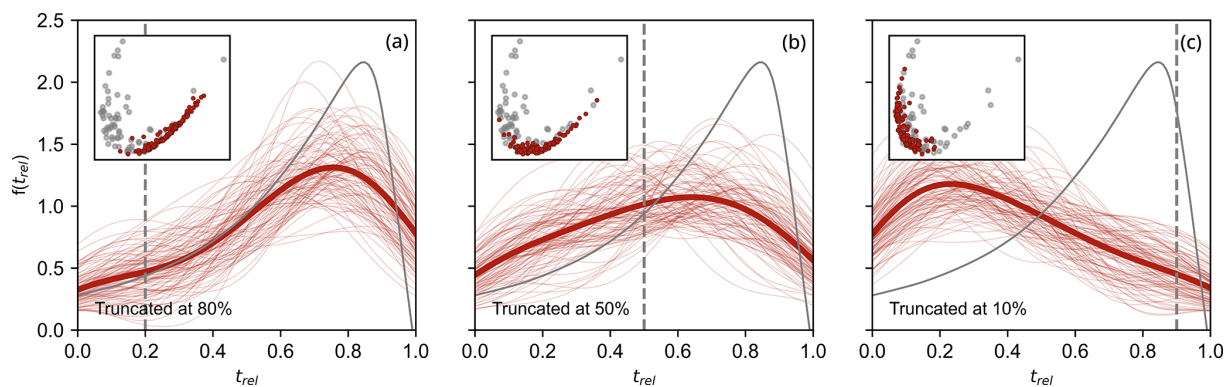 2.5
2.0
1.5
1.0
0.5
0.0
f(t_rel)
(a)
Truncated at 80%
0.0 0.2 0.4 0.6 0.8 1.0
t_rel
(b)
Truncated at 50%
0.0 0.2 0.4 0.6 0.8 1.0
t_rel
(c)
Truncated at 10%
0.0 0.2 0.4 0.6 0.8 1.0
t_rel